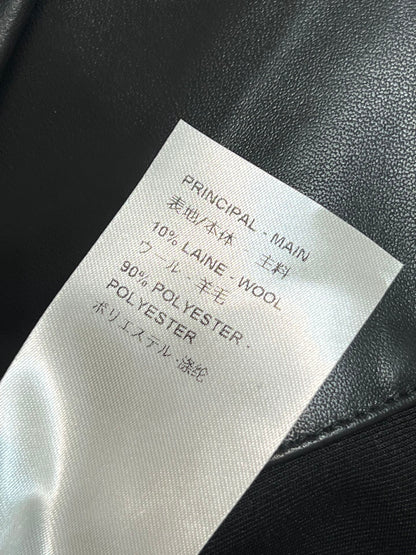 PRINCIPAL - MAIN
表地/本体 - 主料
10% LAINE - WOOL
ウール - 羊毛
90% POLYESTER -
POLYESTER
ポリエステル - 涤纶